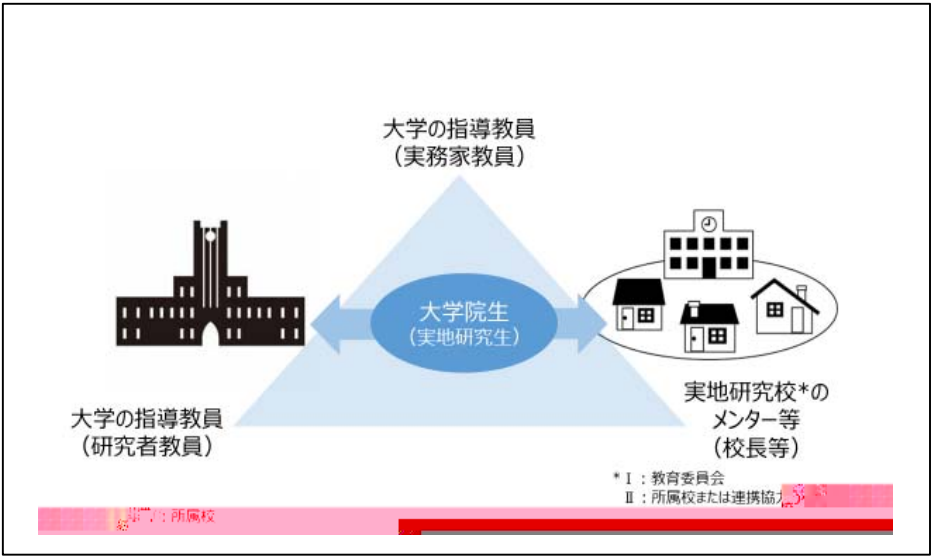 大学の指導教員
（実務家教員）
大学院生
（実地研究生）
大学の指導教員
（研究者教員）
実地研究校*の
メンター等
（校長等）
*Ⅰ：教育委員会
Ⅱ：所属校または連携協力
：所属校